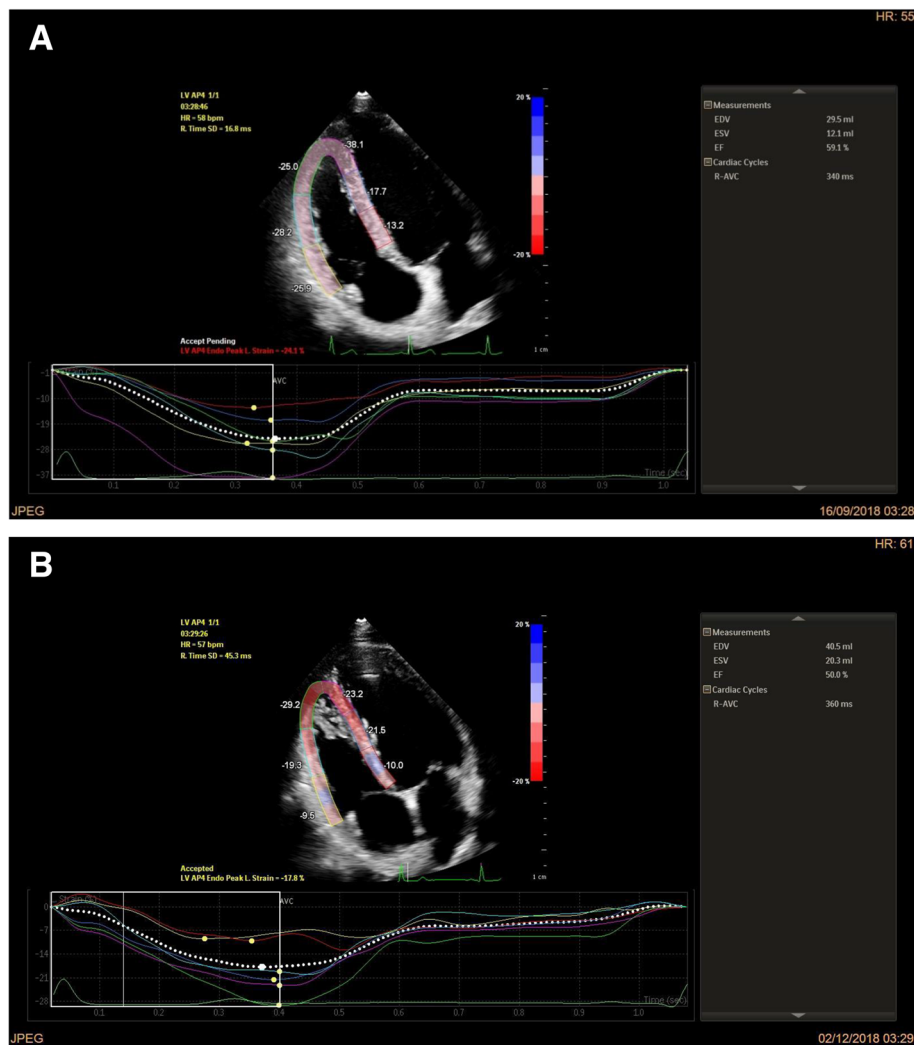 A
HR: 55
LV AP4 1/1
03:28:46
HR = 58 bpm
R. Time SD = 16.8 ms
20 %
-20 %
-38.1
-25.0
-17.7
-13.2
-28.2
-25.9
1 cm
Accept Pending
LV AP4 Endo Peak L. Strain = -24.1 %
Measurements
EDV 29.5 ml
ESV 12.1 ml
EF 59.1 %
Cardiac Cycles
R-AVC 340 ms
AVC
-1
-10
-19
-28
-37
Time (sec)
0.1 0.2 0.3 0.4 0.5 0.6 0.7 0.8 0.9 1.0
JPEG
16/09/2018 03:28
B
HR: 61
LV AP4 1/1
03:29:26
HR = 57 bpm
R. Time SD = 45.3 ms
20 %
-20 %
-23.2
-29.2
-21.5
-19.3
-10.0
-9.5
1 cm
Accepted
LV AP4 Endo Peak L. Strain = -17.8 %
Measurements
EDV 40.5 ml
ESV 20.3 ml
EF 50.0 %
Cardiac Cycles
R-AVC 360 ms
AVC
0
-7
-14
-21
-28
Time (sec)
0.1 0.2 0.3 0.4 0.5 0.6 0.7 0.8 0.9 1.0
JPEG
02/12/2018 03:29